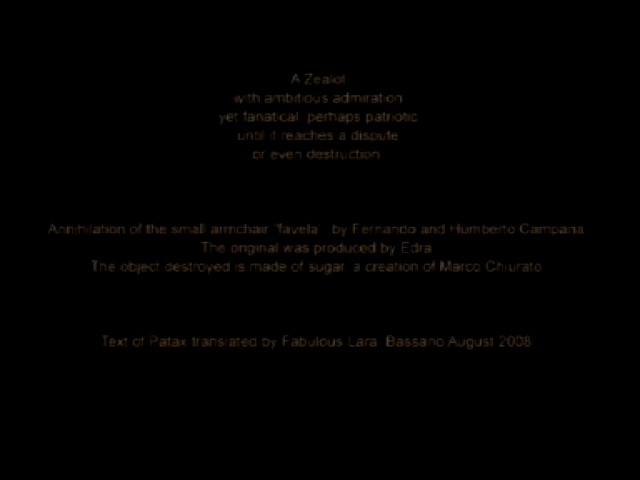 A Zealot
with ambitious admiration
yet fanatical, perhaps patriotic
until it reaches a dispute
or even destruction
Annihilation of the small armchair "favela" by Fernando and Humberto Campana
The original was produced by Edra
The object destroyed is made of sugar, a creation of Marco Chiurato
Text of Patax translated by Fabulous Lara, Bassano August 2008